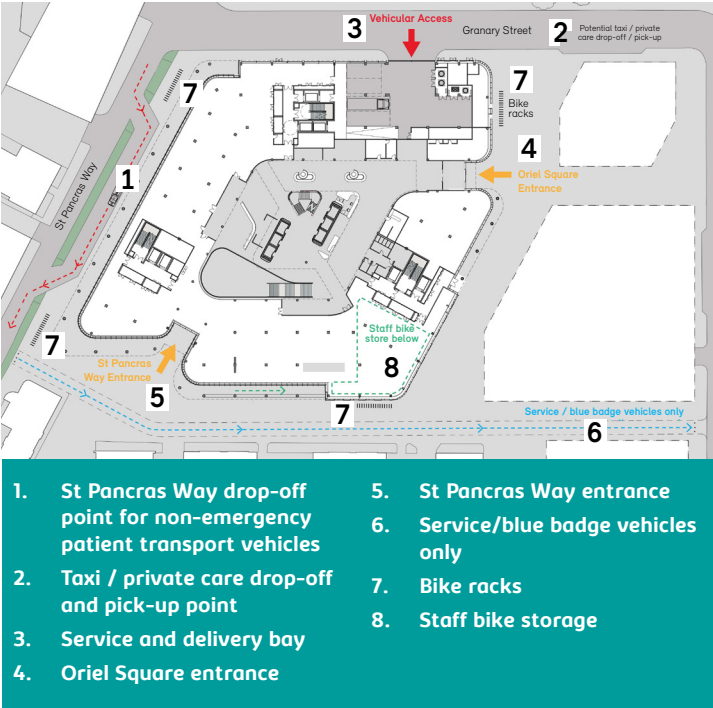 3
Vehicular Access
Granary Street
2
Potential taxi / private
care drop-off / pick-up
7
7
Bike
racks
4
Oriel Square
Entrance
1
St Pancras Way
7
St Pancras
Way Entrance
5
Staff bike
store below
8
7
Service / blue badge vehicles only
6
1. St Pancras Way drop-off
point for non-emergency
patient transport vehicles
2. Taxi / private care drop-off
and pick-up point
3. Service and delivery bay
4. Oriel Square entrance
5. St Pancras Way entrance
6. Service/blue badge vehicles
only
7. Bike racks
8. Staff bike storage